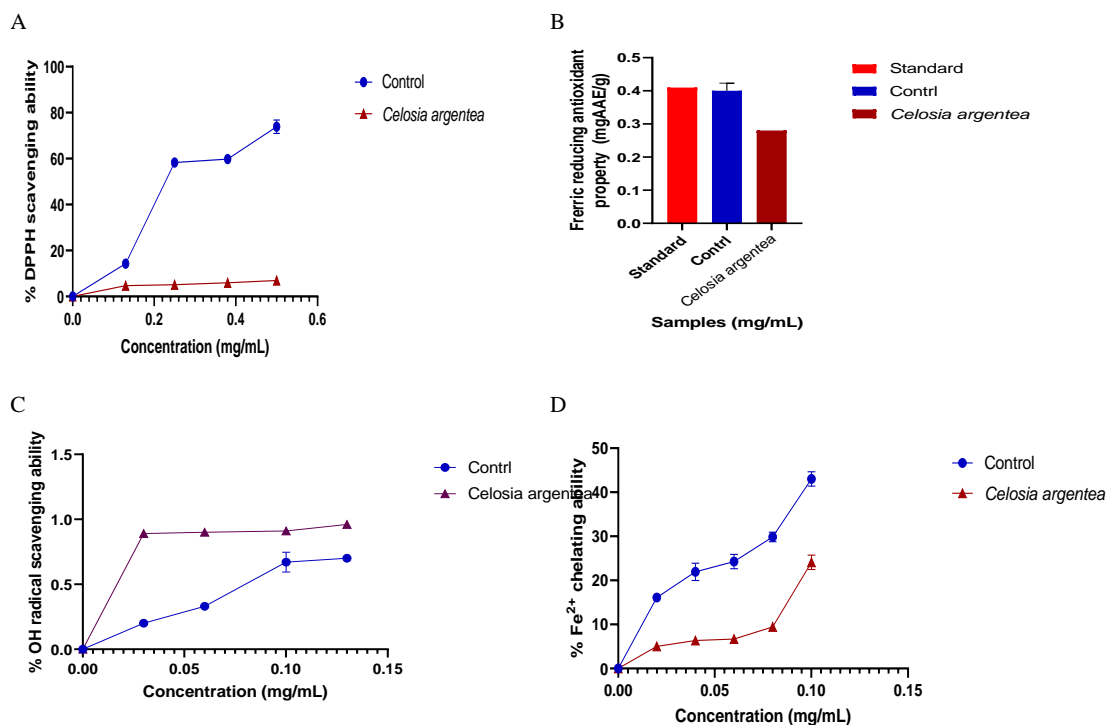 A
% DPPH scavenging ability
100
80
60
40
20
0
0.0 0.2 0.4 0.6
Concentration (mg/mL)
Control
Celosia argentea
B
Frerric reducing antioxidant
property (mgAAE/g)
0.5
0.4
0.3
0.2
0.1
0.0
Standard
Contrl
Celosia argentea
Samples (mg/mL)
Standard
Contrl
Celosia argentea
C
% OH radical scavenging ability
1.5
1.0
0.5
0.0
0.00 0.05 0.10 0.15
Concentration (mg/mL)
Contrl
Celosia argentea
D
% Fe²⁺ chelating ability
50
40
30
20
10
0
0.00 0.05 0.10 0.15
Concentration (mg/mL)
Control
Celosia argentea